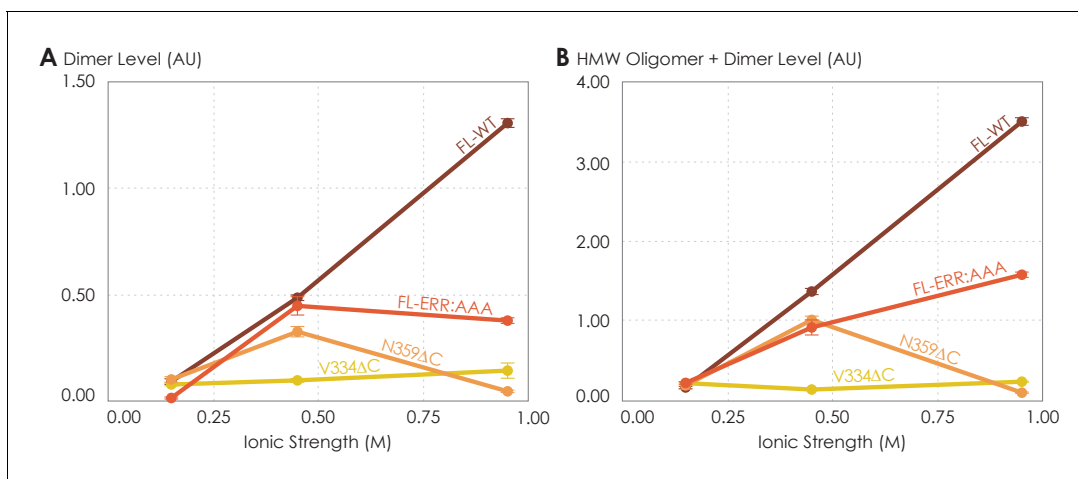 A Dimer Level (AU)
1.50
1.00
0.50
0.00
0.00 0.25 0.50 0.75 1.00
Ionic Strength (M)
FL-WT
FL-ERR:AAA
N359ΔC
V334ΔC
B HMW Oligomer + Dimer Level (AU)
4.00
3.00
2.00
1.00
0.00
0.00 0.25 0.50 0.75 1.00
Ionic Strength (M)
FL-WT
FL-ERR:AAA
N359ΔC
V334ΔC